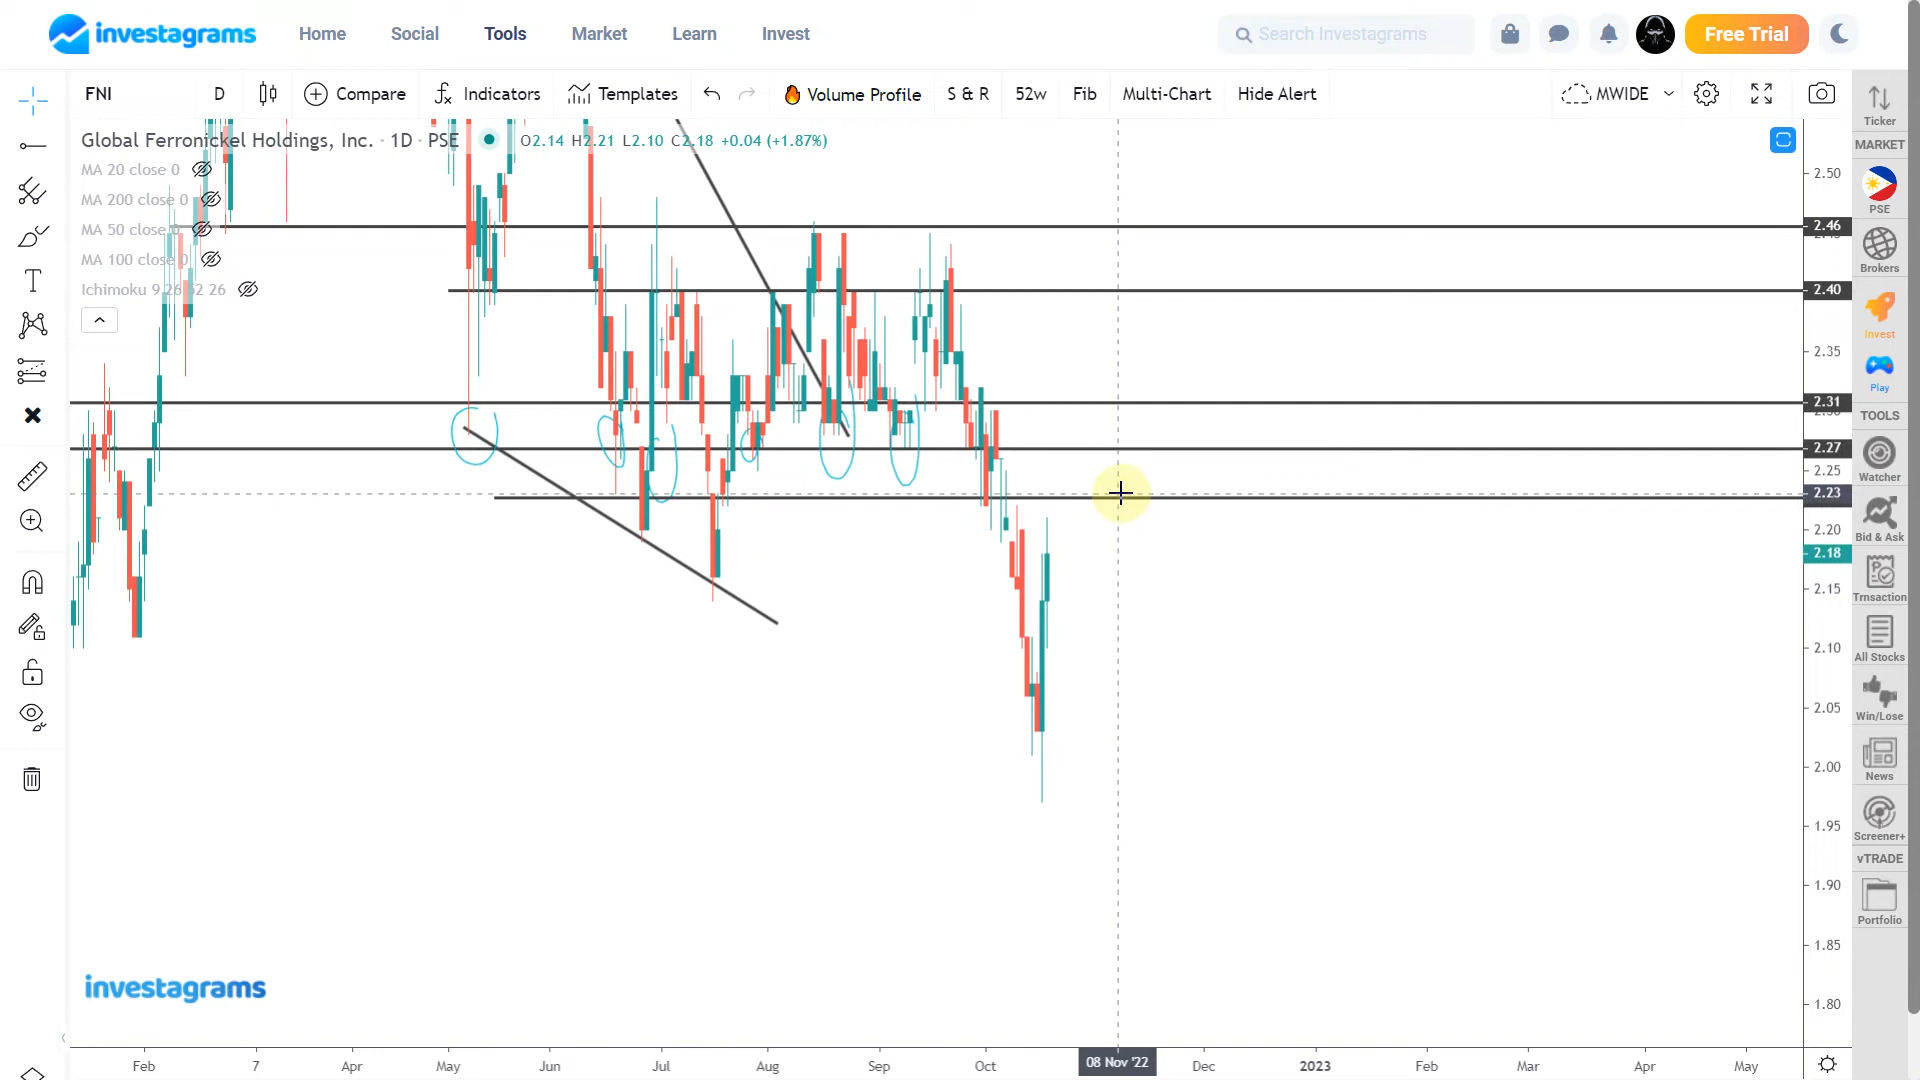 investagrams
Home
Social
Tools
Market
Learn
Invest
Search Investagrams
Free Trial
FNI
D
Compare
Indicators
Templates
Volume Profile
S & R
52w
Fib
Multi-Chart
Hide Alert
MWIDE
Global Ferronickel Holdings, Inc. · 1D · PSE
O2.14 H2.21 L2.10 C2.18 +0.04 (+1.87%)
MA 20 close 0
MA 200 close 0
MA 50 close 0
MA 100 close 0
Ichimoku 9 26 52 26
2.50
2.46
2.40
2.35
2.31
2.27
2.25
2.23
2.20
2.18
2.15
2.10
2.05
2.00
1.95
1.90
1.85
1.80
investagrams
Feb
7
Apr
May
Jun
Jul
Aug
Sep
Oct
08 Nov '22
Dec
2023
Feb
Mar
Apr
May
Ticker
MARKET
PSE
Brokers
Invest
Play
TOOLS
Watcher
Bid & Ask
Trnsaction
All Stocks
Win/Lose
News
Screener+
vTRADE
Portfolio